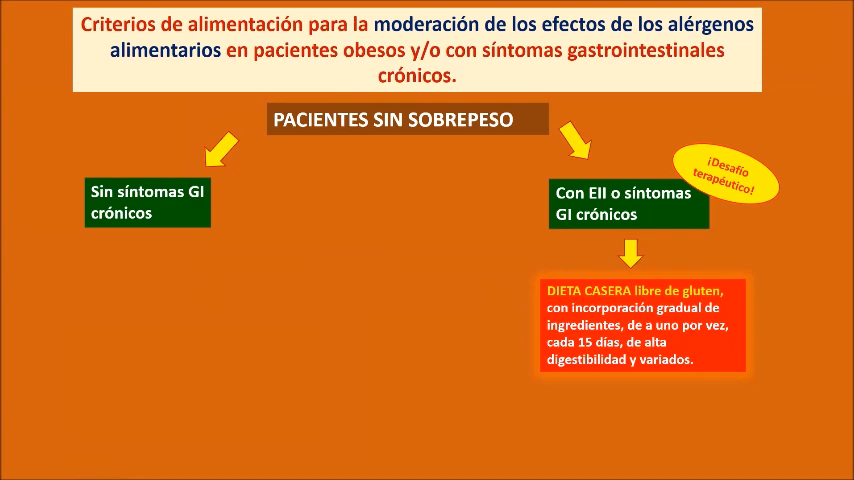 Criterios de alimentación para la moderación de los efectos de los alérgenos
alimentarios en pacientes obesos y/o con síntomas gastrointestinales
crónicos.
PACIENTES SIN SOBREPESO
Sin síntomas GI
crónicos
¡Desafío
terapéutico!
Con EII o síntomas
GI crónicos
DIETA CASERA libre de gluten,
con incorporación gradual de
ingredientes, de a uno por vez,
cada 15 días, de alta
digestibilidad y variados.